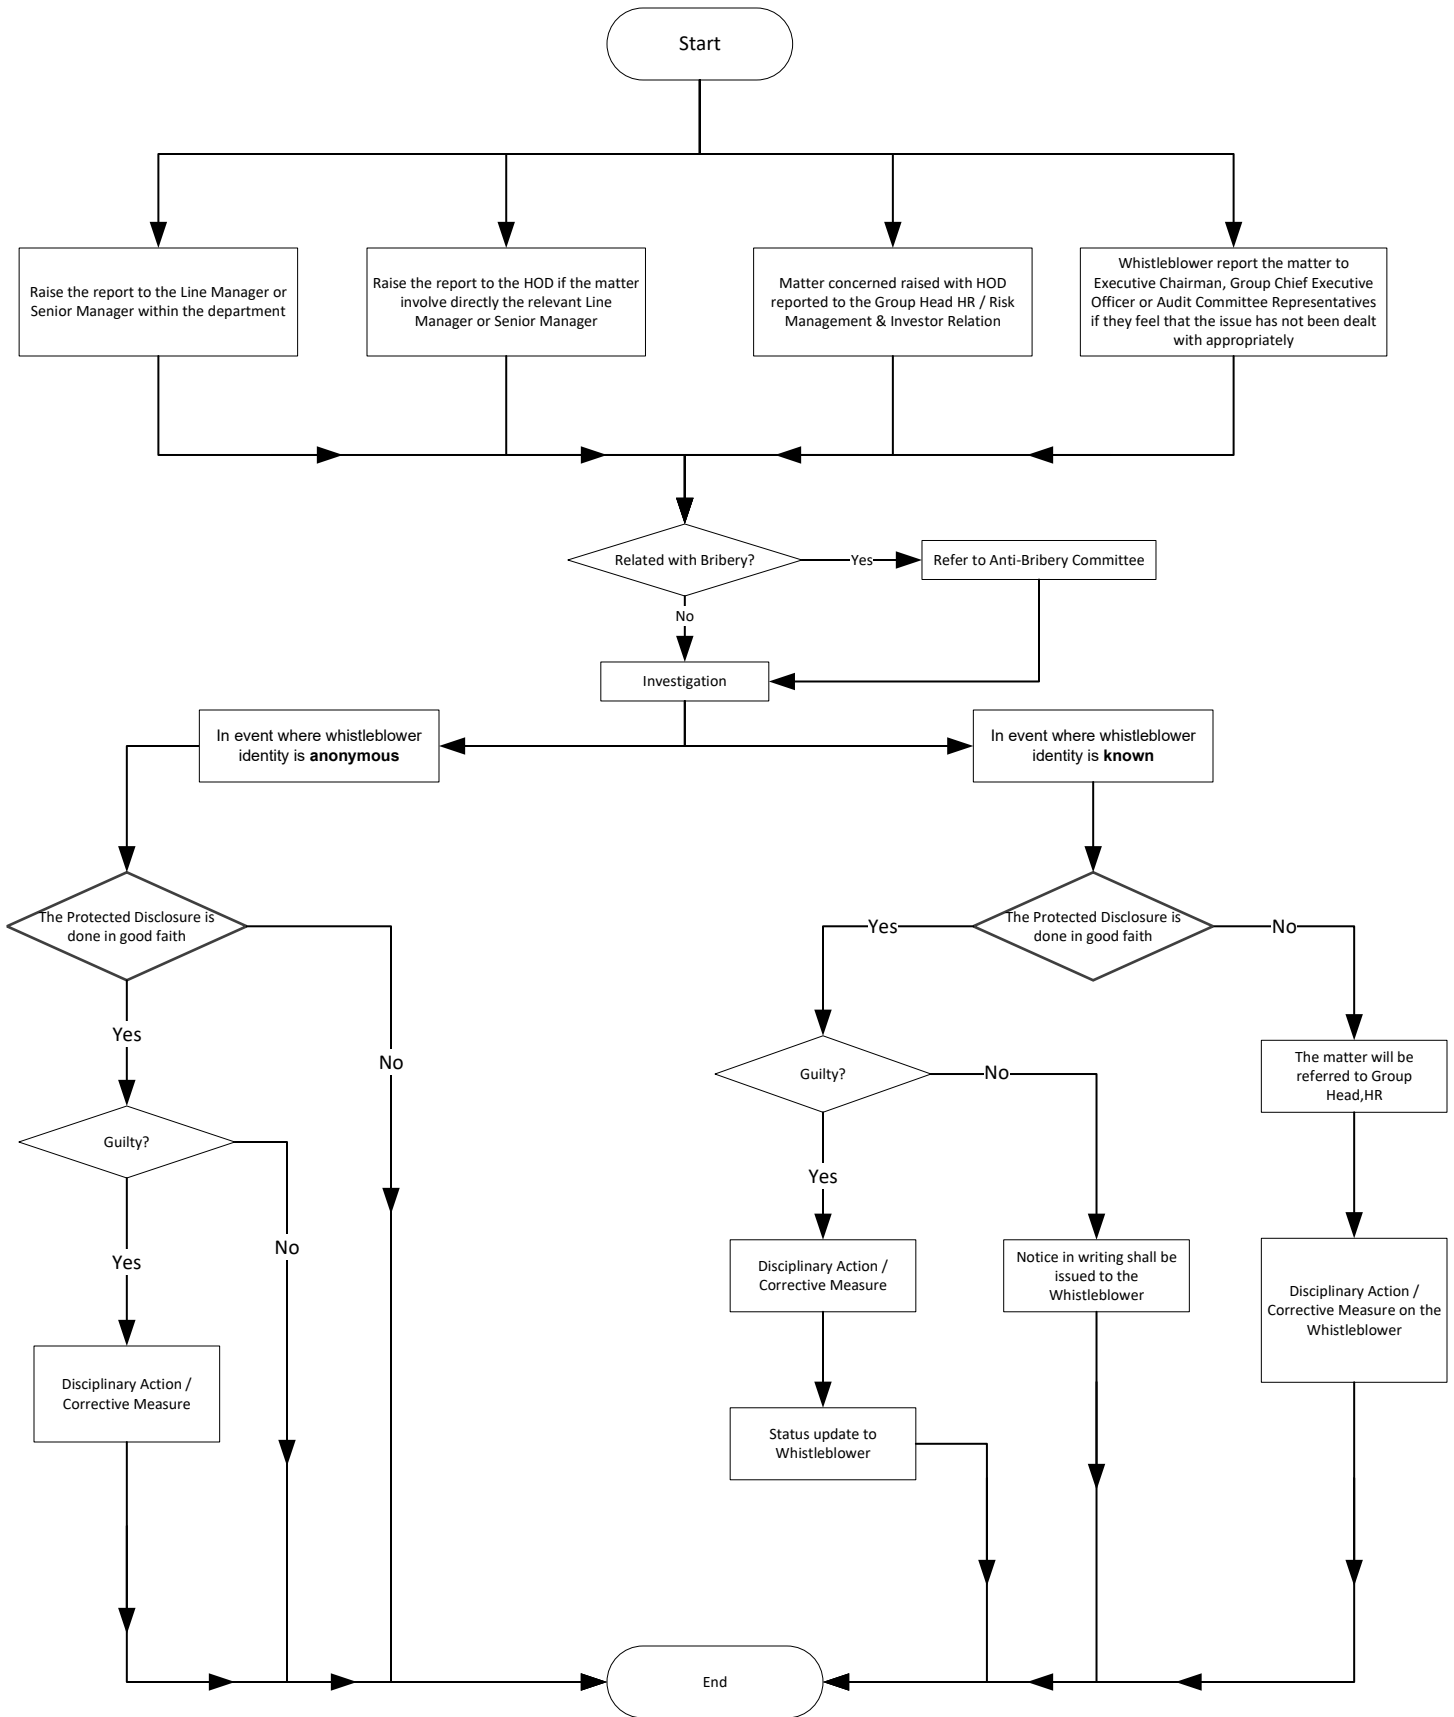 Start
Raise the report to the Line Manager or
Senior Manager within the department
Raise the report to the HOD if the matter
involve directly the relevant Line
Manager or Senior Manager
Matter concerned raised with HOD
reported to the Group Head HR / Risk
Management & Investor Relation
Whistleblower report the matter to
Executive Chairman, Group Chief Executive
Officer or Audit Committee Representatives
if they feel that the issue has not been dealt
with appropriately
Related with Bribery?
Yes
Refer to Anti-Bribery Committee
No
Investigation
In event where whistleblower
identity is anonymous
In event where whistleblower
identity is known
The Protected Disclosure is
done in good faith
Yes
No
Guilty?
Yes
No
Disciplinary Action /
Corrective Measure
The Protected Disclosure is
done in good faith
Yes
No
Guilty?
No
Yes
The matter will be
referred to Group
Head,HR
Disciplinary Action /
Corrective Measure
Notice in writing shall be
issued to the
Whistleblower
Disciplinary Action /
Corrective Measure on the
Whistleblower
Status update to
Whistleblower
End